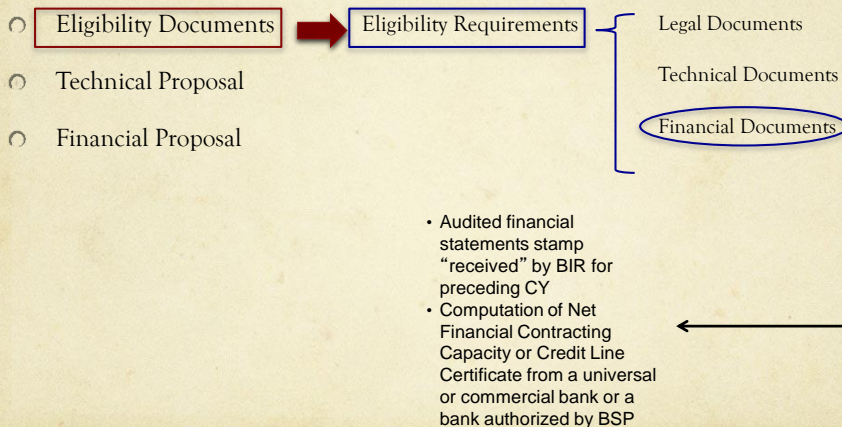 Eligibility Documents
Eligibility Requirements
Legal Documents
Technical Proposal
Technical Documents
Financial Proposal
Financial Documents
• Audited financial
statements stamp
“received” by BIR for
preceding CY
• Computation of Net
Financial Contracting
Capacity or Credit Line
Certificate from a universal
or commercial bank or a
bank authorized by BSP